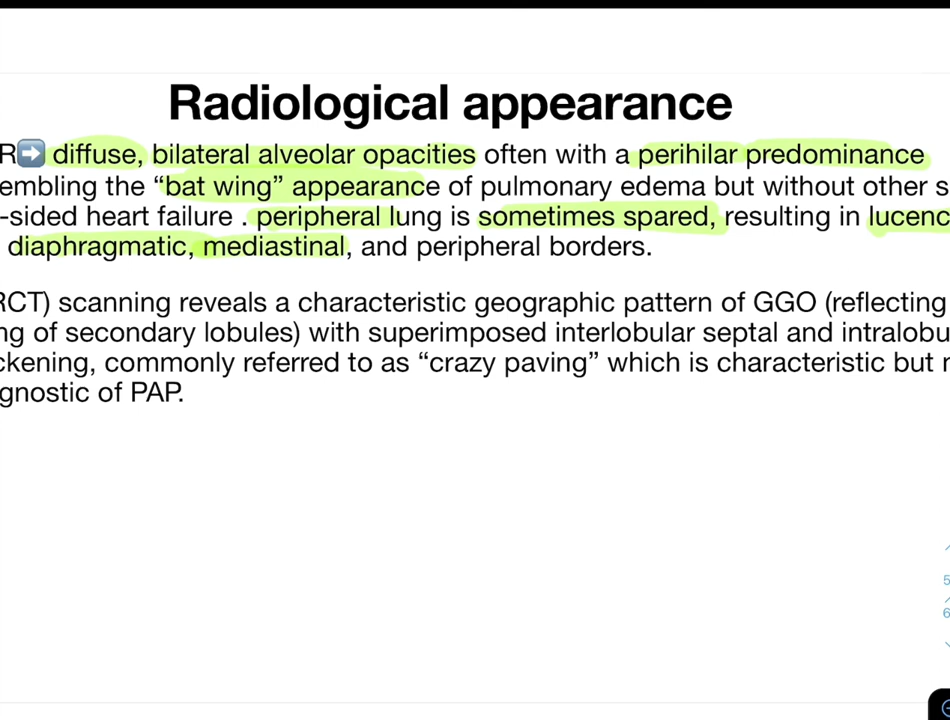 Radiological appearance
R➡ diffuse, bilateral alveolar opacities often with a perihilar predominance
embling the “bat wing” appearance of pulmonary edema but without other s
-sided heart failure . peripheral lung is sometimes spared, resulting in lucenc
diaphragmatic, mediastinal, and peripheral borders.
RCT) scanning reveals a characteristic geographic pattern of GGO (reflecting
ng of secondary lobules) with superimposed interlobular septal and intralobu
ckening, commonly referred to as “crazy paving” which is characteristic but n
gnostic of PAP.
5
6